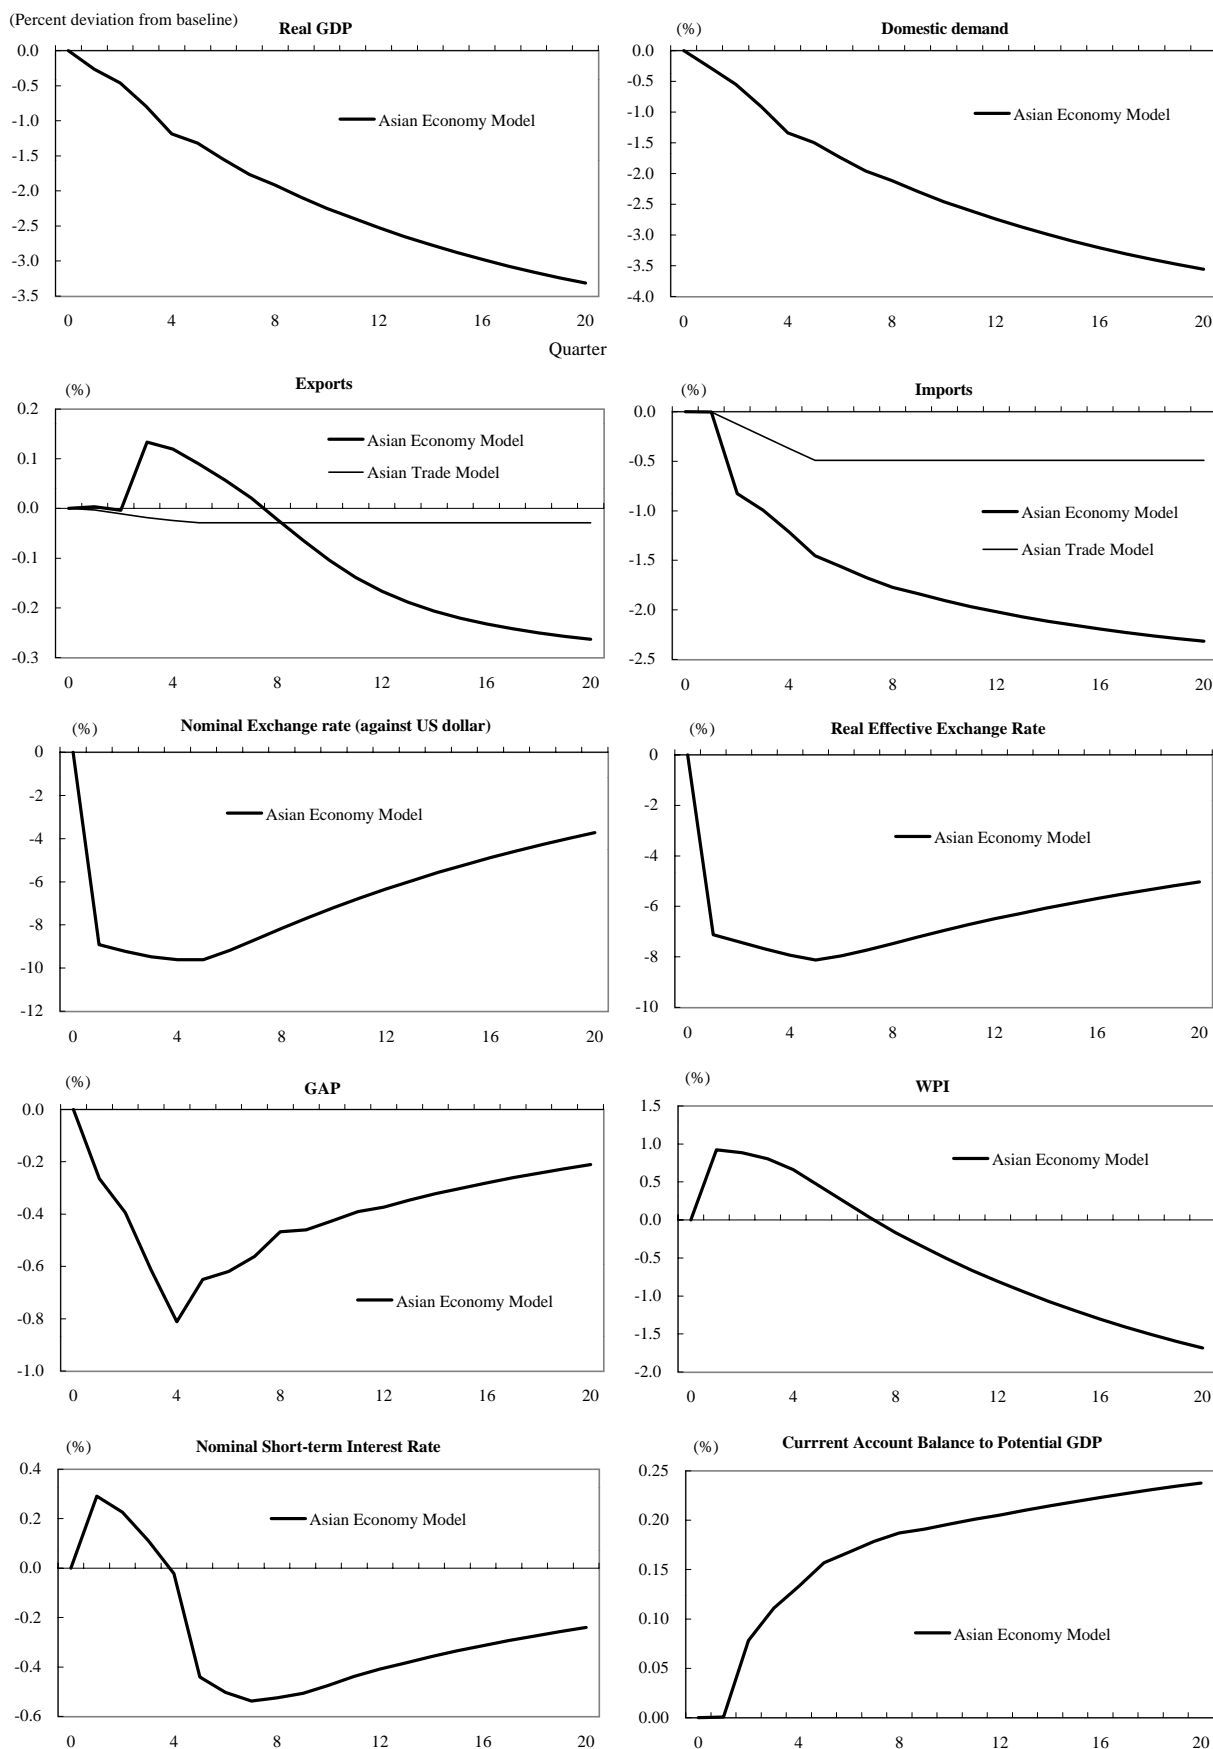 (Percent deviation from baseline)
Real GDP
0.0
-0.5
-1.0
-1.5
-2.0
-2.5
-3.0
-3.5
Asian Economy Model
0 4 8 12 16 20
Quarter
(%)
Domestic demand
0.0
-0.5
-1.0
-1.5
-2.0
-2.5
-3.0
-3.5
-4.0
Asian Economy Model
0 4 8 12 16 20
(%)
Exports
0.2
0.1
0.0
-0.1
-0.2
-0.3
Asian Economy Model
Asian Trade Model
0 4 8 12 16 20
(%)
Imports
0.0
-0.5
-1.0
-1.5
-2.0
-2.5
Asian Economy Model
Asian Trade Model
0 4 8 12 16 20
(%)
Nominal Exchange rate (against US dollar)
0
-2
-4
-6
-8
-10
-12
Asian Economy Model
0 4 8 12 16 20
(%)
Real Effective Exchange Rate
0
-2
-4
-6
-8
-10
Asian Economy Model
0 4 8 12 16 20
(%)
GAP
0.0
-0.2
-0.4
-0.6
-0.8
-1.0
Asian Economy Model
0 4 8 12 16 20
(%)
WPI
1.5
1.0
0.5
0.0
-0.5
-1.0
-1.5
-2.0
Asian Economy Model
0 4 8 12 16 20
(%)
Nominal Short-term Interest Rate
0.4
0.2
0.0
-0.2
-0.4
-0.6
Asian Economy Model
0 4 8 12 16 20
(%)
Currrent Account Balance to Potential GDP
0.25
0.20
0.15
0.10
0.05
0.00
Asian Economy Model
0 4 8 12 16 20